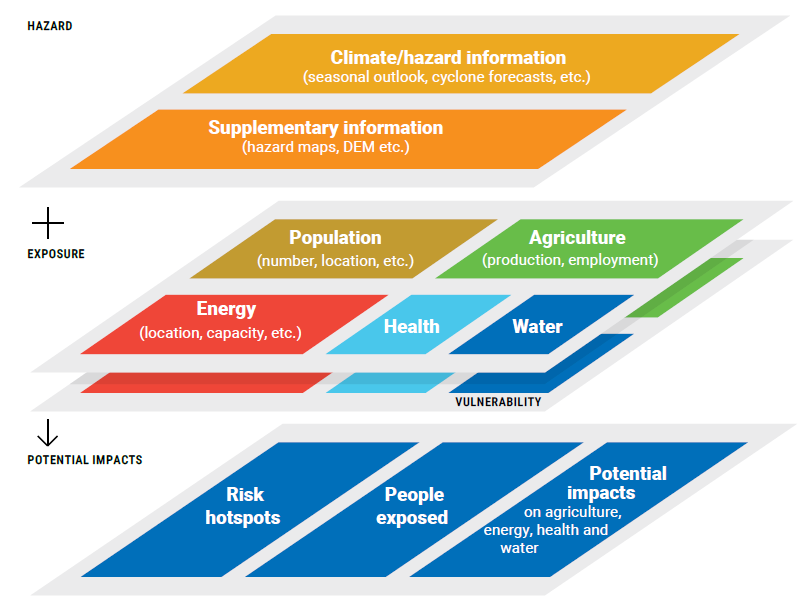 HAZARD
Climate/hazard information
(seasonal outlook, cyclone forecasts, etc.)
Supplementary information
(hazard maps, DEM etc.)
EXPOSURE
Population
(number, location, etc.)
Agriculture
(production, employment)
Energy
(location, capacity, etc.)
Health
Water
VULNERABILITY
POTENTIAL IMPACTS
Risk
hotspots
People
exposed
Potential
impacts
on agriculture,
energy, health and
water